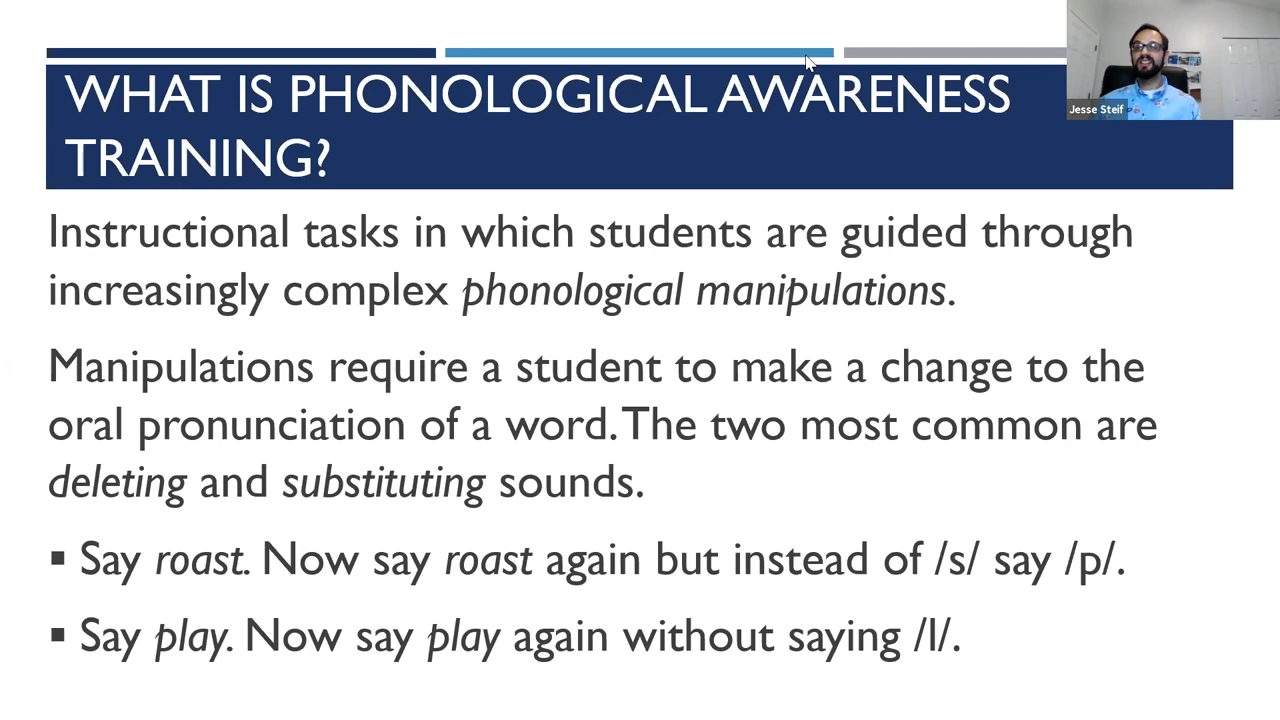 WHAT IS PHONOLOGICAL AWARENESS
TRAINING?
Jesse Steif
Instructional tasks in which students are guided through
increasingly complex phonological manipulations.
Manipulations require a student to make a change to the
oral pronunciation of a word. The two most common are
deleting and substituting sounds.
▪ Say roast. Now say roast again but instead of /s/ say /p/.
▪ Say play. Now say play again without saying /l/.